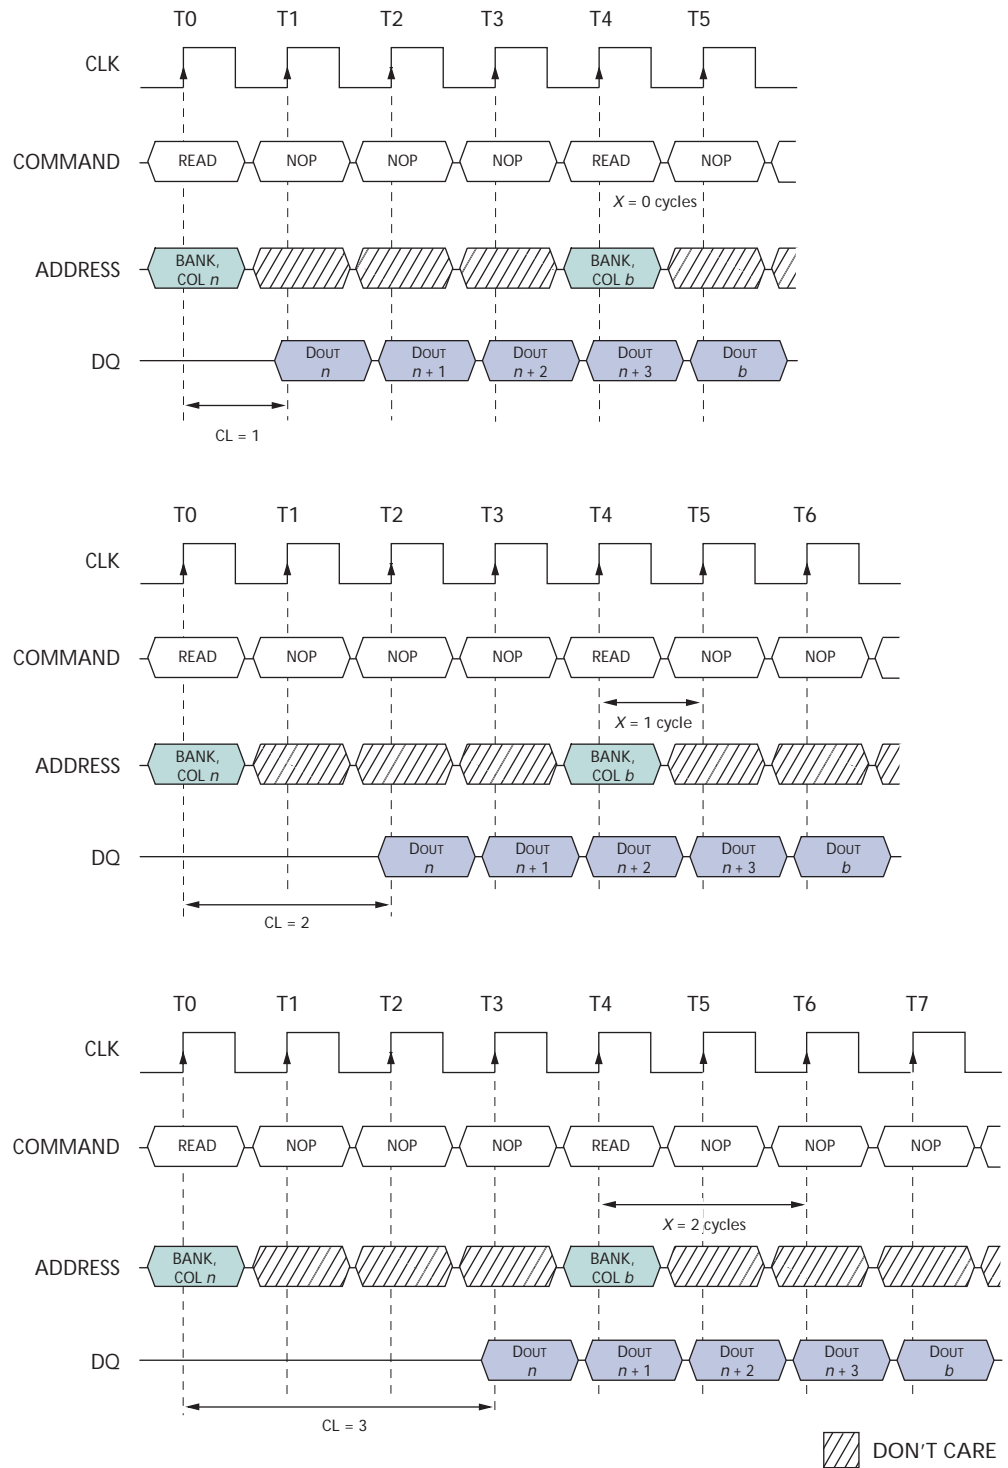 T0 T1 T2 T3 T4 T5
CLK
COMMAND READ NOP NOP NOP READ NOP
X = 0 cycles
ADDRESS BANK, COL n BANK, COL b
DQ DOUT n DOUT n + 1 DOUT n + 2 DOUT n + 3 DOUT b
CL = 1
T0 T1 T2 T3 T4 T5 T6
CLK
COMMAND READ NOP NOP NOP READ NOP NOP
X = 1 cycle
ADDRESS BANK, COL n BANK, COL b
DQ DOUT n DOUT n + 1 DOUT n + 2 DOUT n + 3 DOUT b
CL = 2
T0 T1 T2 T3 T4 T5 T6 T7
CLK
COMMAND READ NOP NOP NOP READ NOP NOP NOP
X = 2 cycles
ADDRESS BANK, COL n BANK, COL b
DQ DOUT n DOUT n + 1 DOUT n + 2 DOUT n + 3 DOUT b
CL = 3
DON'T CARE